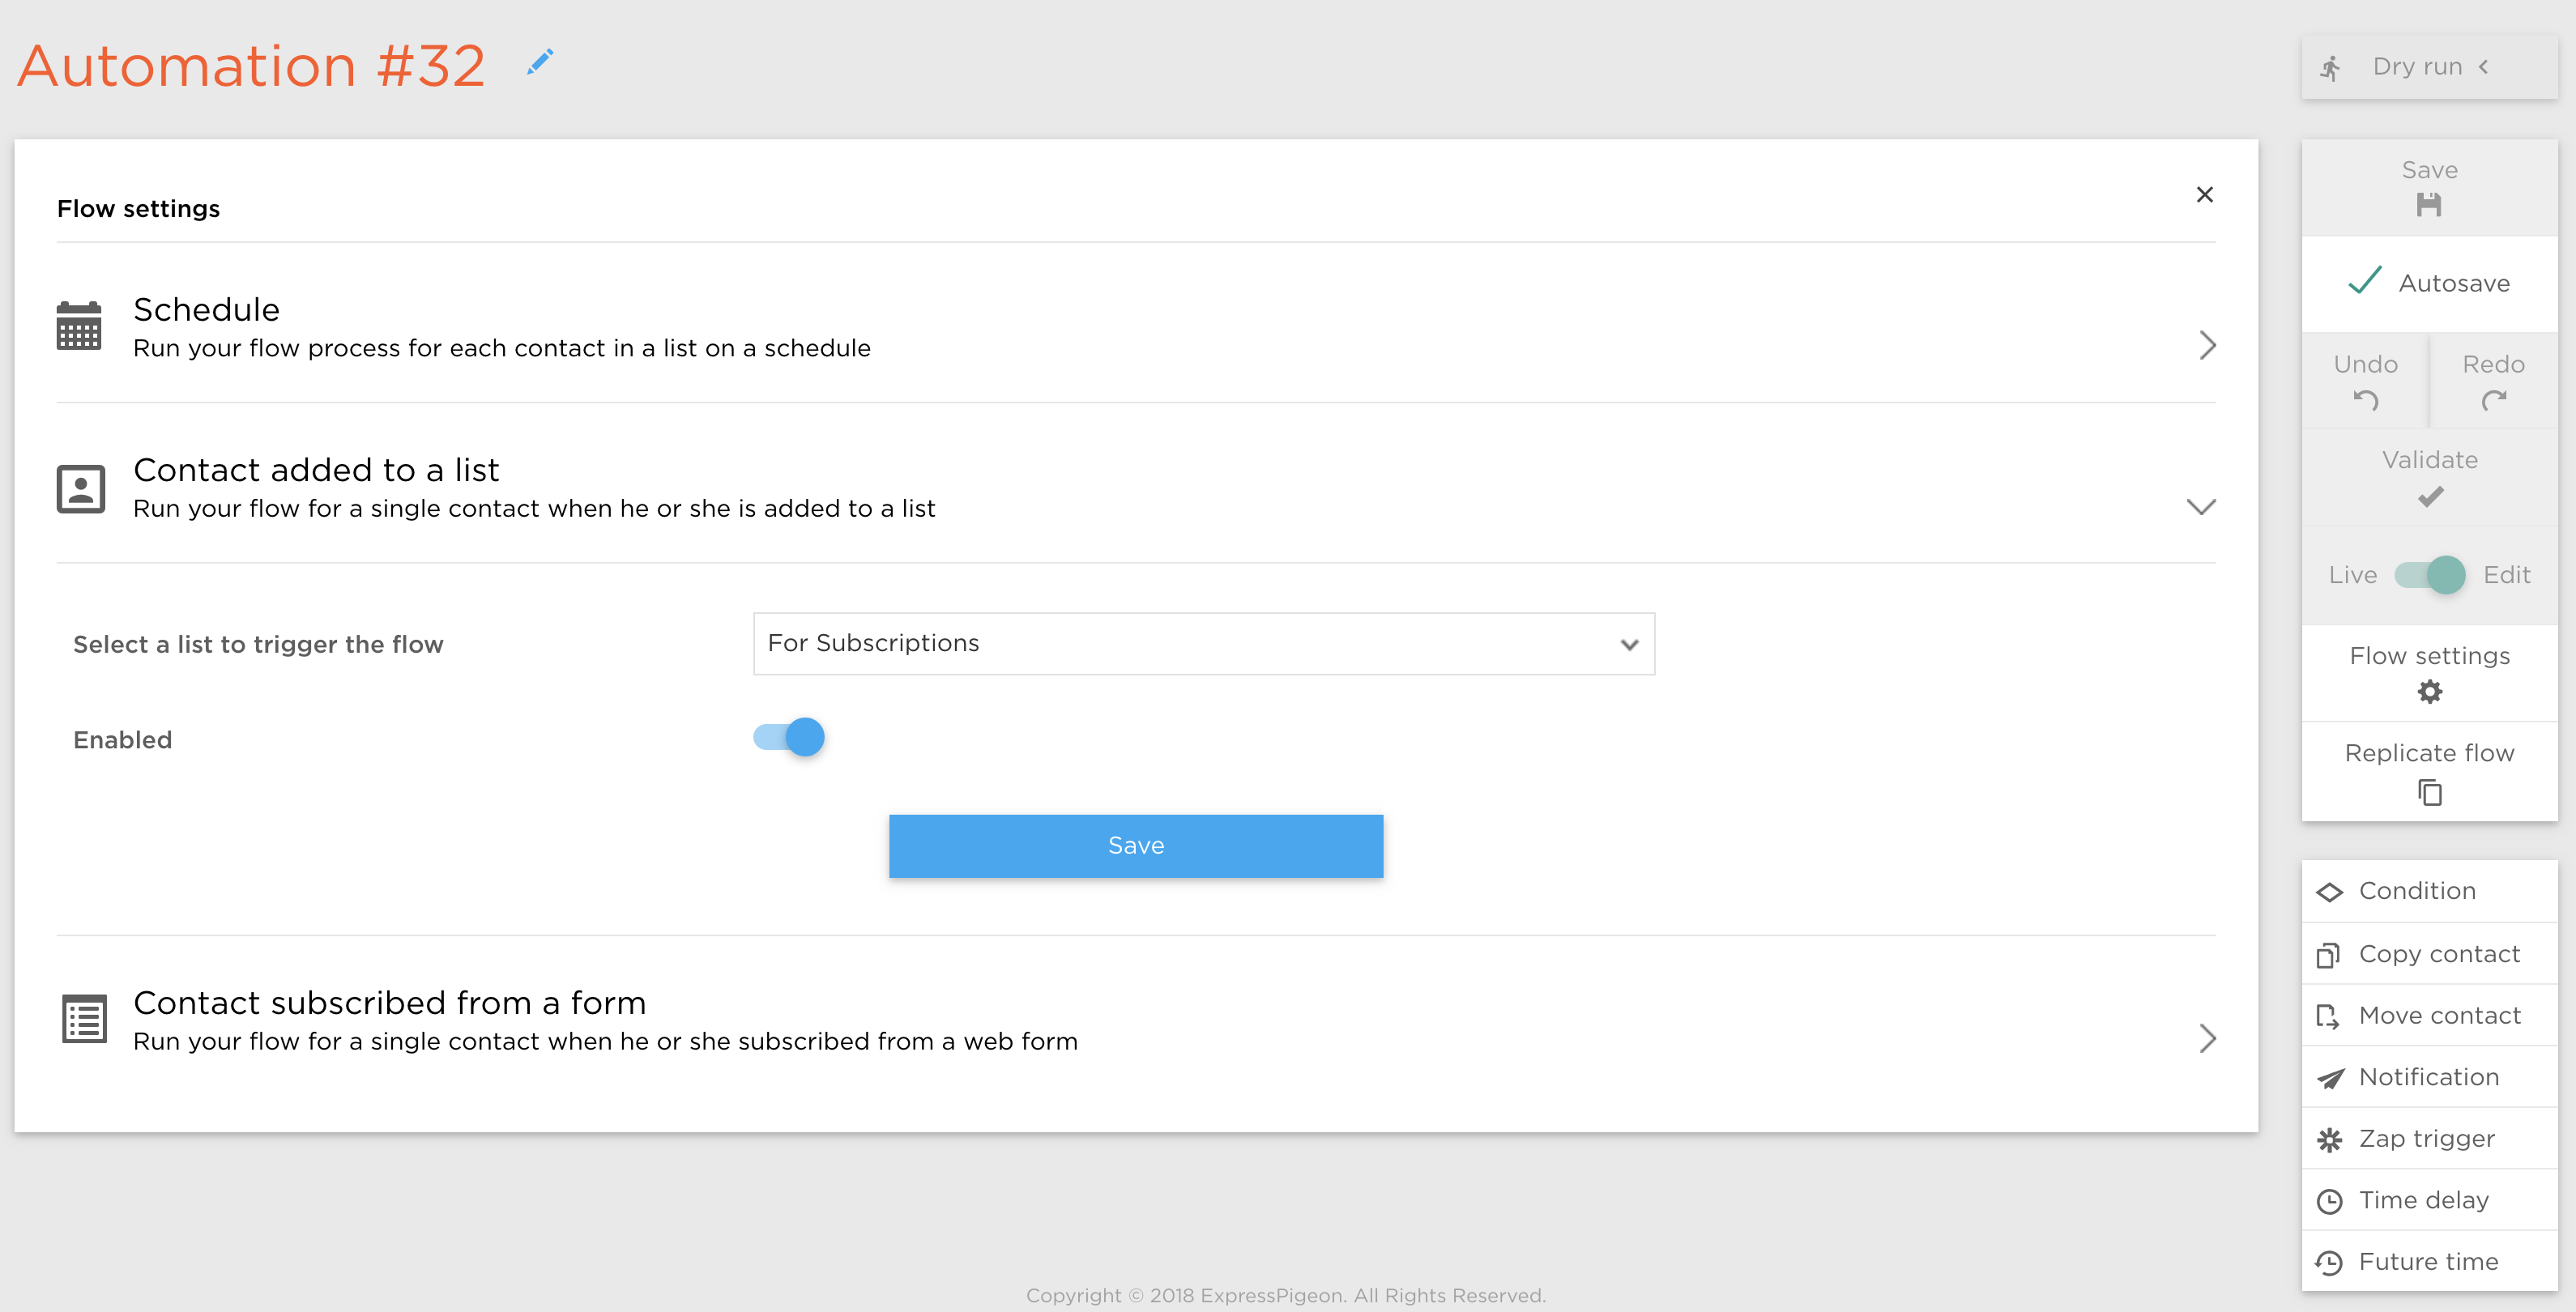 Automation #32
Dry run
Flow settings
Schedule
Run your flow process for each contact in a list on a schedule
Contact added to a list
Run your flow for a single contact when he or she is added to a list
Select a list to trigger the flow
For Subscriptions
Enabled
Save
Contact subscribed from a form
Run your flow for a single contact when he or she subscribed from a web form
Save
Autosave
Undo
Redo
Validate
Live
Edit
Flow settings
Replicate flow
Condition
Copy contact
Move contact
Notification
Zap trigger
Time delay
Future time
Copyright © 2018 ExpressPigeon. All Rights Reserved.